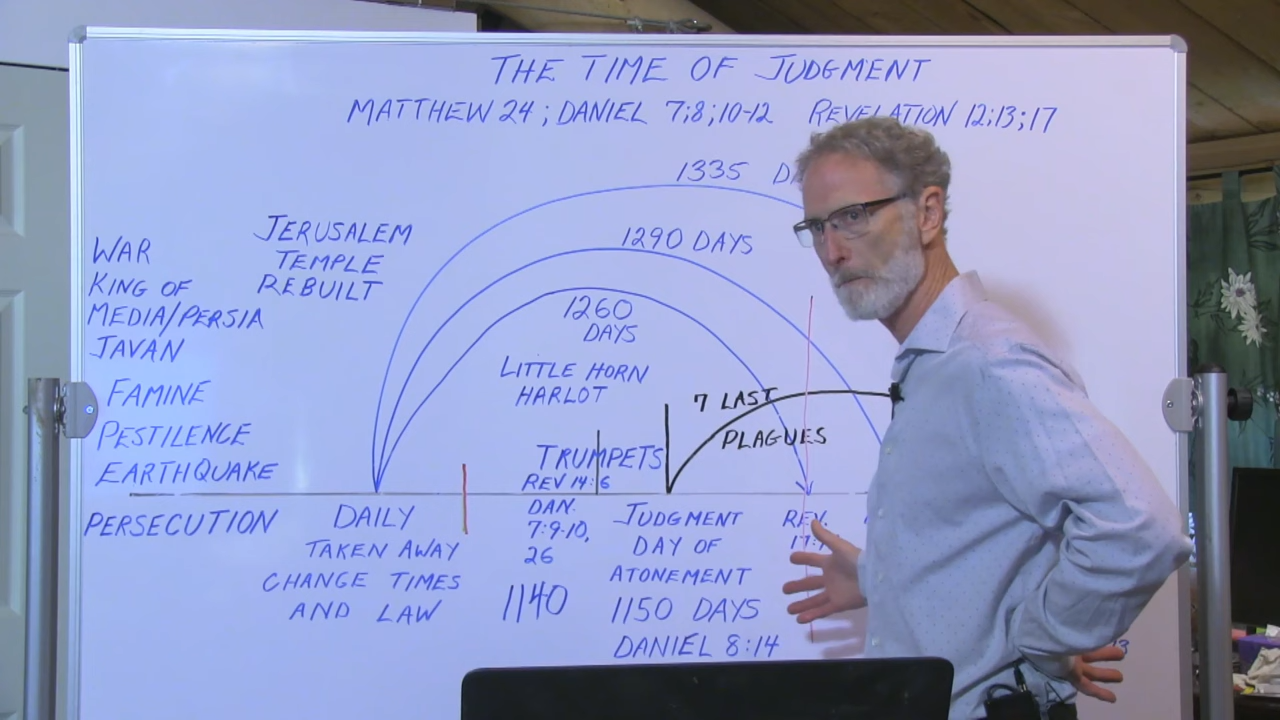 THE TIME OF JUDGMENT
MATTHEW 24; DANIEL 7;8;10-12 REVELATION 12;13;17
1335
1290 DAYS
1260
DAYS
JERUSALEM
TEMPLE
REBUILT
WAR
KING OF
MEDIA/PERSIA
JAVAN
FAMINE
PESTILENCE
EARTHQUAKE
PERSECUTION
LITTLE HORN
HARLOT
7 LAST
PLAGUES
TRUMPETS
REV 14:6
DAN.
7:9-10,
26
1140
DAILY
TAKEN AWAY
CHANGE TIMES
AND LAW
JUDGMENT
DAY OF
ATONEMENT
1150 DAYS
DANIEL 8:14
REV.